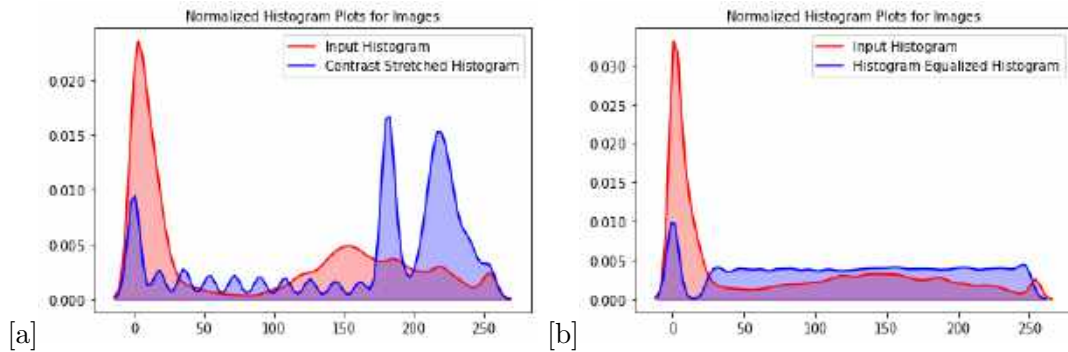 Normalized Histogram Plots for Images
Input Histogram
Contrast Stretched Histogram
0.020
0.015
0.010
0.005
0.000
0 50 100 150 200 250
[a]
Normalized Histogram Plots for Images
Input Histogram
Histogram Equalized Histogram
0.030
0.025
0.020
0.015
0.010
0.005
0.000
0 50 100 150 200 250
[b]